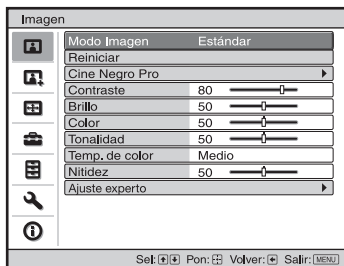 Imagen
Modo Imagen Estándar
Reiniciar
Cine Negro Pro
Contraste 80
Brillo 50
Color 50
Tonalidad 50
Temp. de color Medio
Nitidez 50
Ajuste experto
Sel: Pon: Volver: Salir: MENU